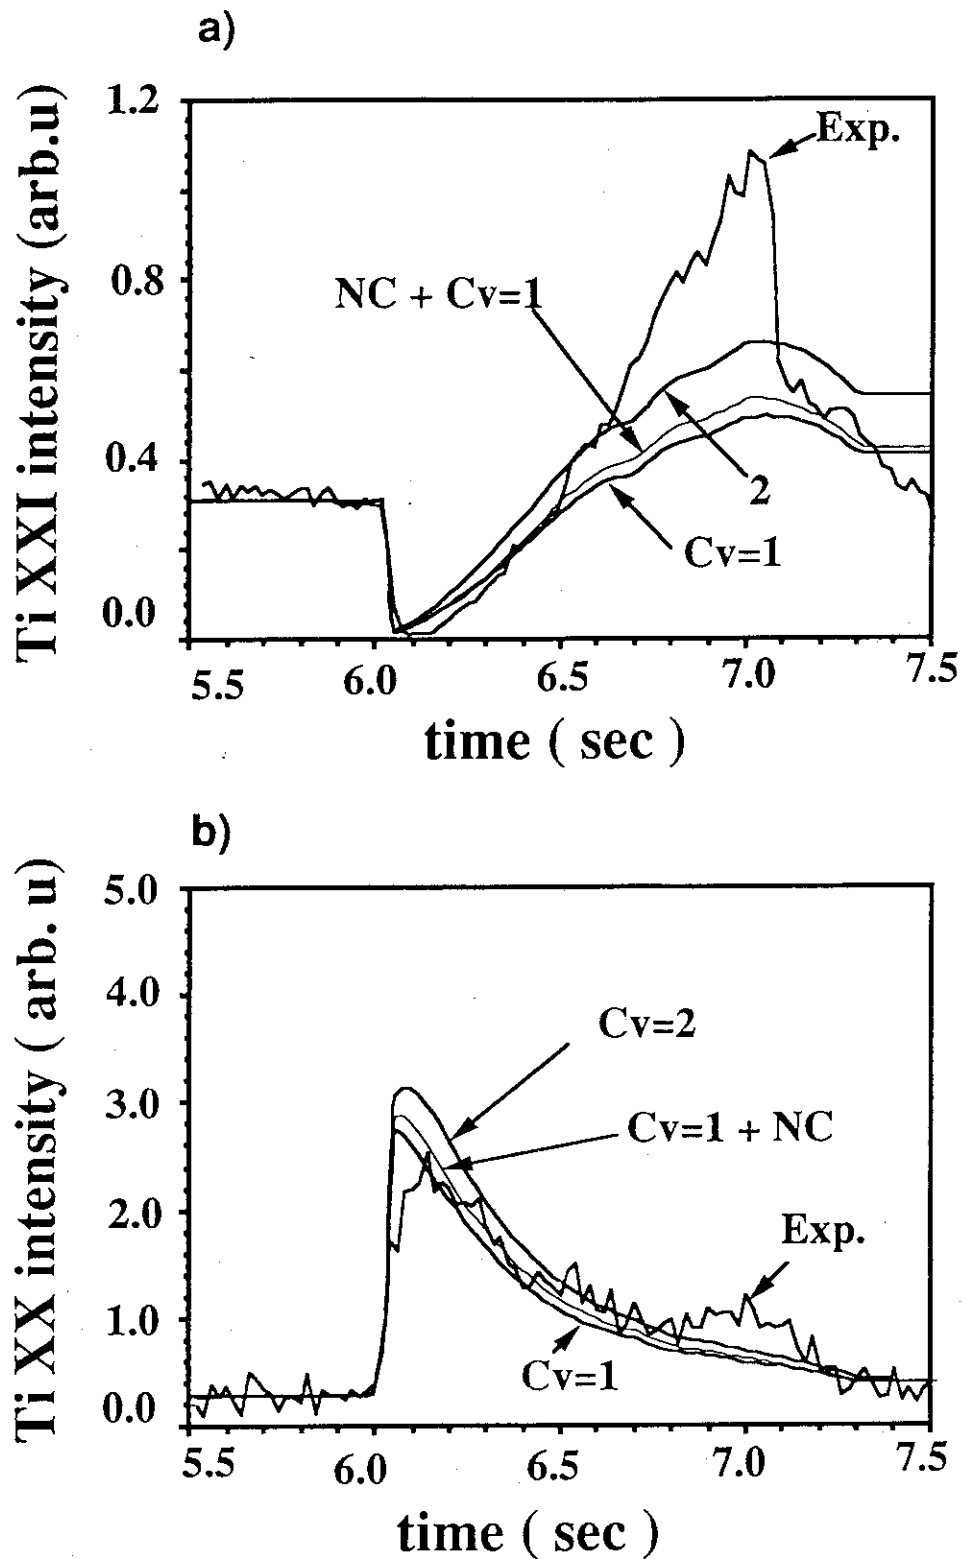 a)
Ti XXI intensity (arb.u)
1.2
0.8
0.4
0.0
Exp.
NC + Cv=1
2
Cv=1
5.5 6.0 6.5 7.0 7.5
time ( sec )
b)
Ti XX intensity ( arb. u)
5.0
4.0
3.0
2.0
1.0
0.0
Cv=2
Cv=1 + NC
Exp.
Cv=1
5.5 6.0 6.5 7.0 7.5
time ( sec )